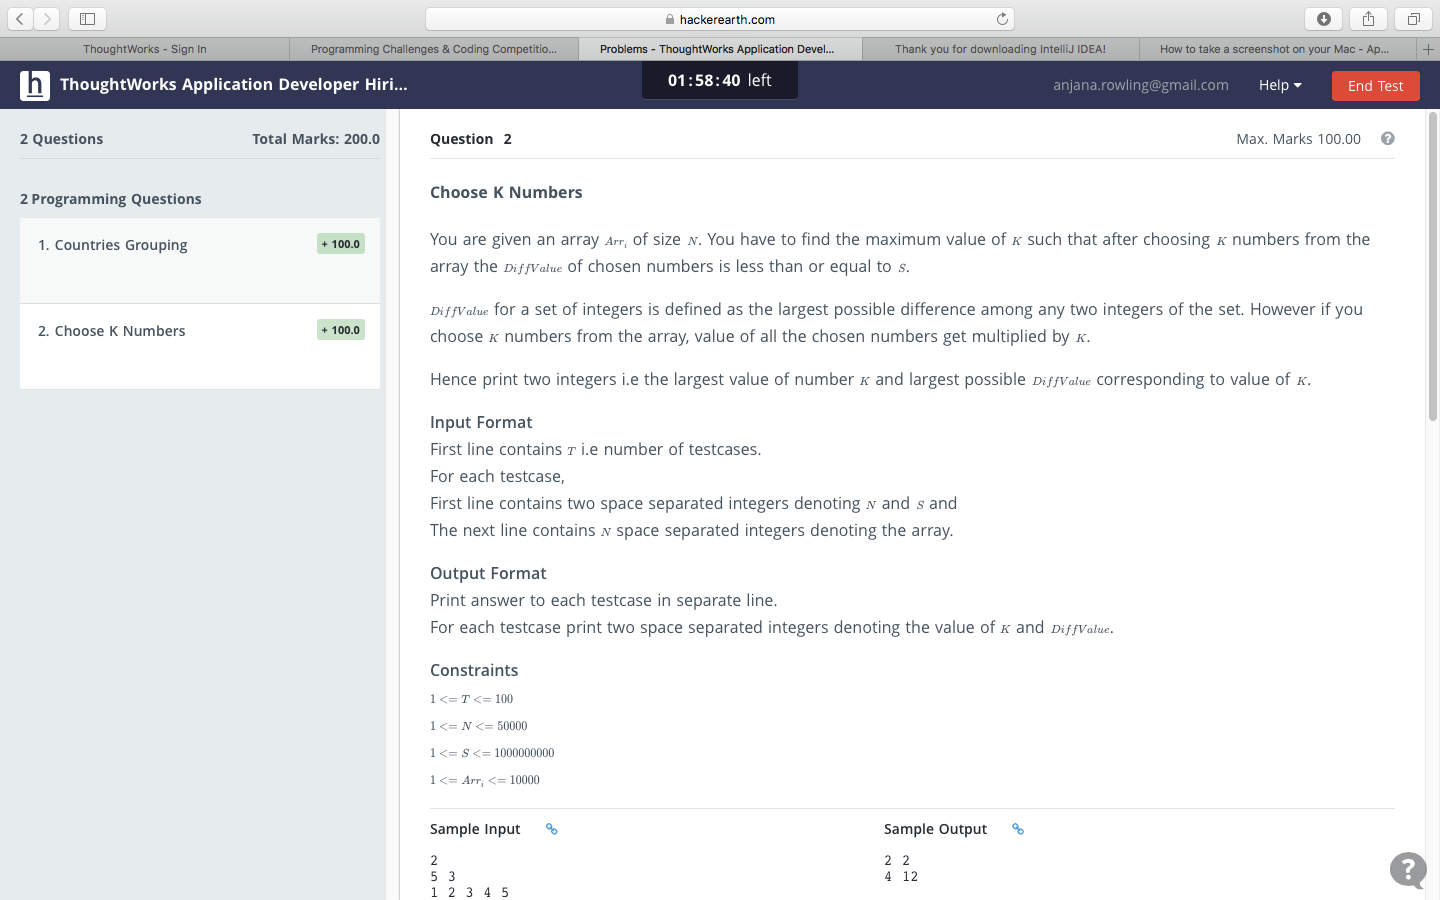 hackerearth.com
ThoughtWorks - Sign In
Programming Challenges & Coding Competitio...
Problems - ThoughtWorks Application Devel...
Thank you for downloading IntelliJ IDEA!
How to take a screenshot on your Mac - Ap...
h ThoughtWorks Application Developer Hiri...
01:58:40 left
anjana.rowling@gmail.com
Help
End Test
2 Questions Total Marks: 200.0
2 Programming Questions
1. Countries Grouping + 100.0
2. Choose K Numbers + 100.0
Question 2 Max. Marks 100.00 ?
Choose K Numbers
You are given an array Arr_i of size N. You have to find the maximum value of K such that after choosing K numbers from the
array the DiffValue of chosen numbers is less than or equal to S.
DiffValue for a set of integers is defined as the largest possible difference among any two integers of the set. However if you
choose K numbers from the array, value of all the chosen numbers get multiplied by K.
Hence print two integers i.e the largest value of number K and largest possible DiffValue corresponding to value of K.
Input Format
First line contains T i.e number of testcases.
For each testcase,
First line contains two space separated integers denoting N and S and
The next line contains N space separated integers denoting the array.
Output Format
Print answer to each testcase in separate line.
For each testcase print two space separated integers denoting the value of K and DiffValue.
Constraints
1 <= T <= 100
1 <= N <= 50000
1 <= S <= 1000000000
1 <= Arr_i <= 10000
Sample Input
2
5 3
1 2 3 4 5
Sample Output
2 2
4 12
?